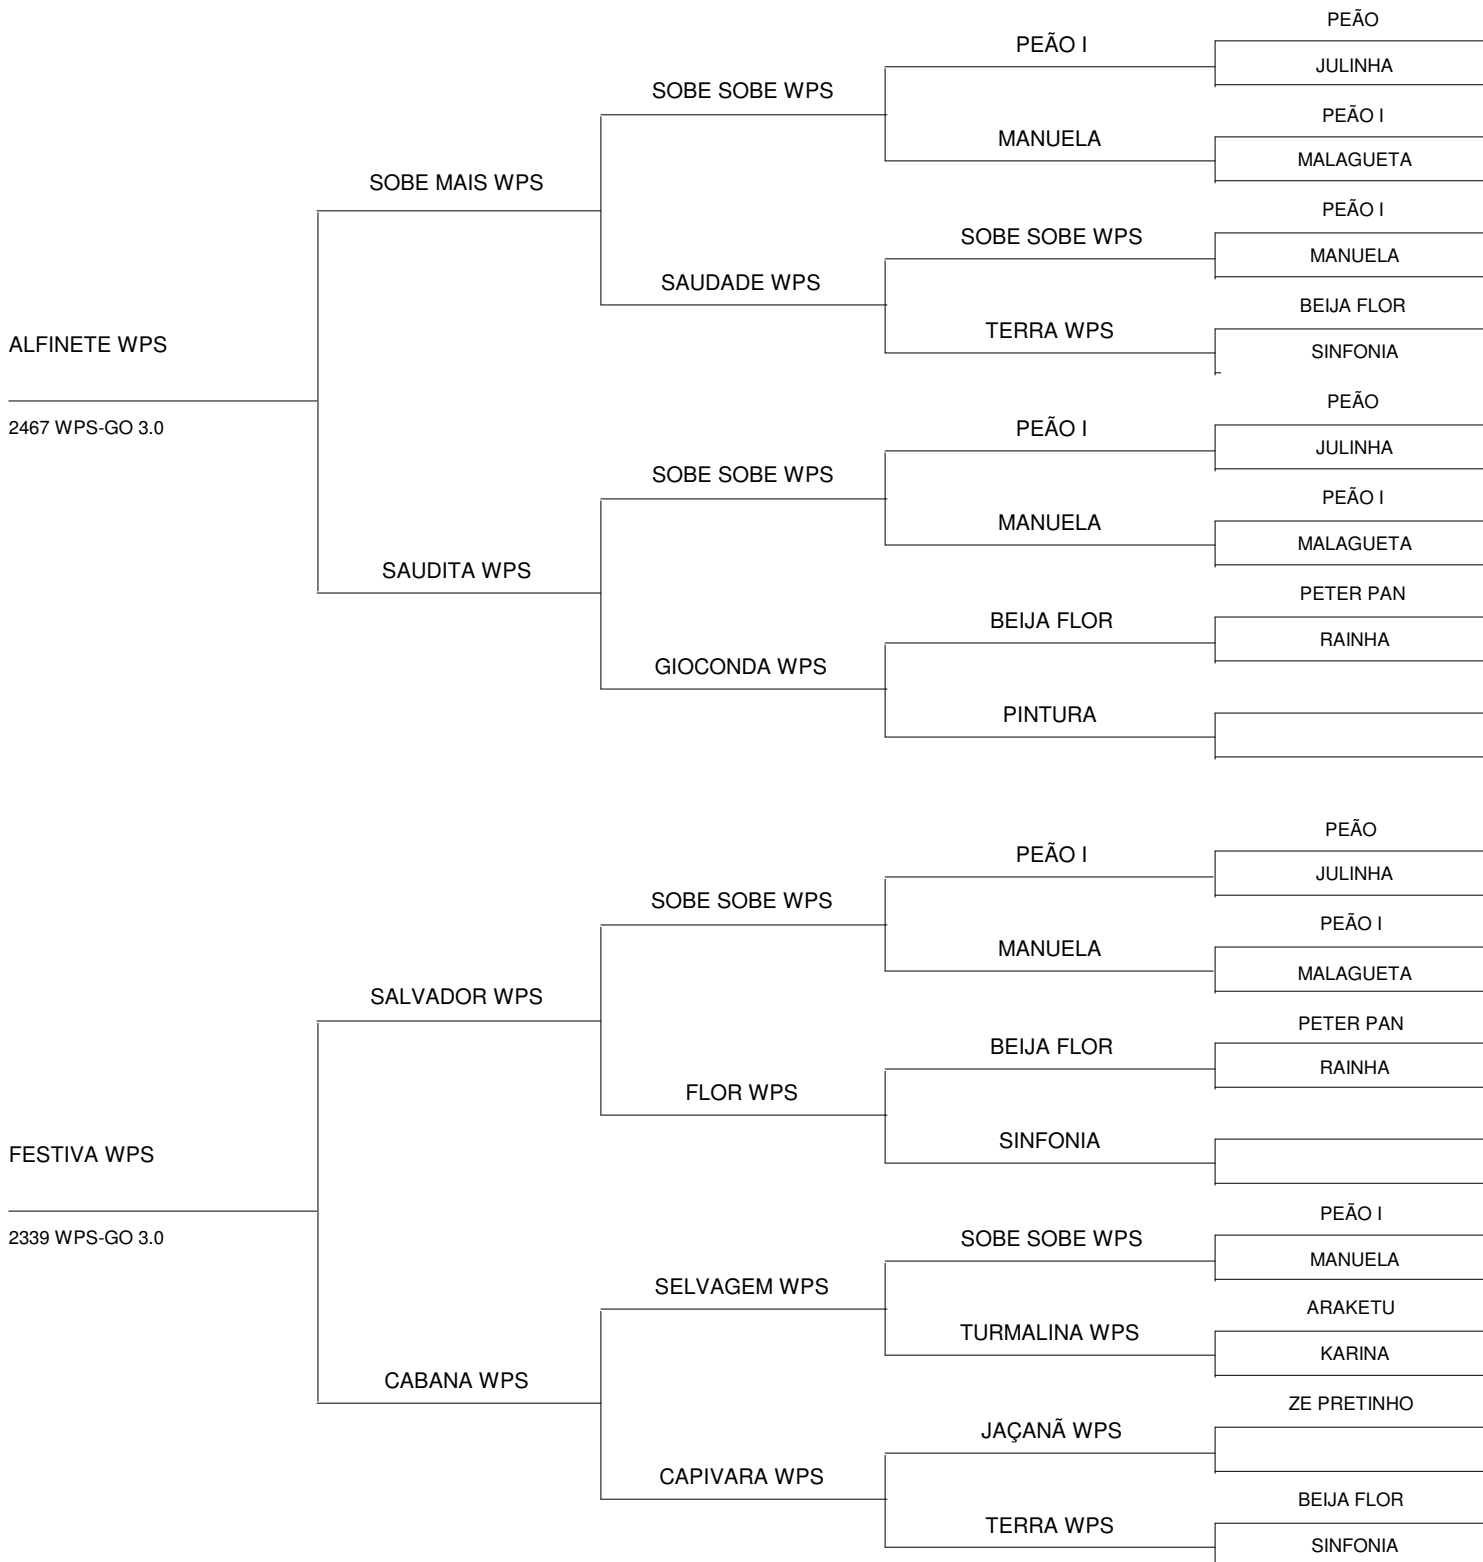 PEÃO
PEÃO I
JULINHA
SOBE SOBE WPS
PEÃO I
MANUELA
MALAGUETA
SOBE MAIS WPS
PEÃO I
SOBE SOBE WPS
MANUELA
SAUDADE WPS
BEIJA FLOR
TERRA WPS
SINFONIA
ALFINETE WPS
PEÃO
2467 WPS-GO 3.0
PEÃO I
JULINHA
SOBE SOBE WPS
PEÃO I
MANUELA
MALAGUETA
SAUDITA WPS
PETER PAN
BEIJA FLOR
RAINHA
GIOCONDA WPS
PINTURA
PEÃO
PEÃO I
JULINHA
SOBE SOBE WPS
PEÃO I
MANUELA
MALAGUETA
SALVADOR WPS
PETER PAN
BEIJA FLOR
RAINHA
FLOR WPS
SINFONIA
FESTIVA WPS
PEÃO I
2339 WPS-GO 3.0
SOBE SOBE WPS
MANUELA
SELVAGEM WPS
ARAKETU
TURMALINA WPS
KARINA
CABANA WPS
ZE PRETINHO
JAÇANÃ WPS
CAPIVARA WPS
BEIJA FLOR
TERRA WPS
SINFONIA